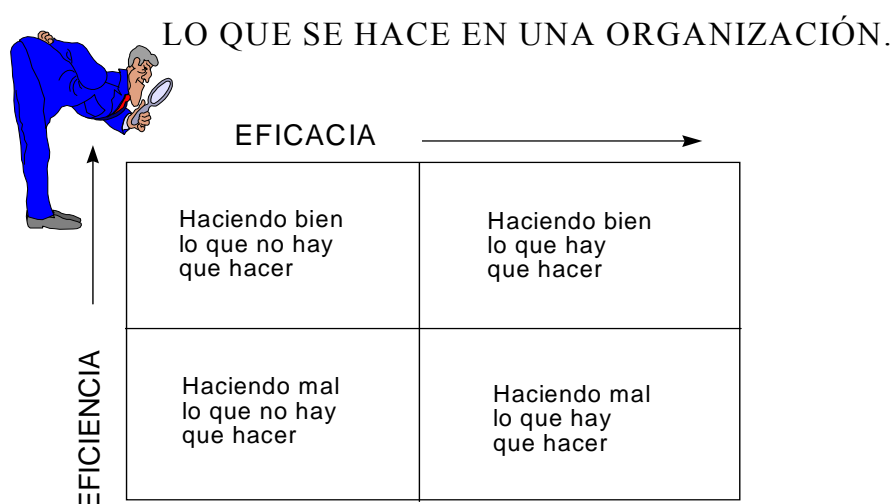 LO QUE SE HACE EN UNA ORGANIZACIÓN.
EFICACIA
Haciendo bien
lo que no hay
que hacer
Haciendo bien
lo que hay
que hacer
EFICIENCIA
Haciendo mal
lo que no hay
que hacer
Haciendo mal
lo que hay
que hacer